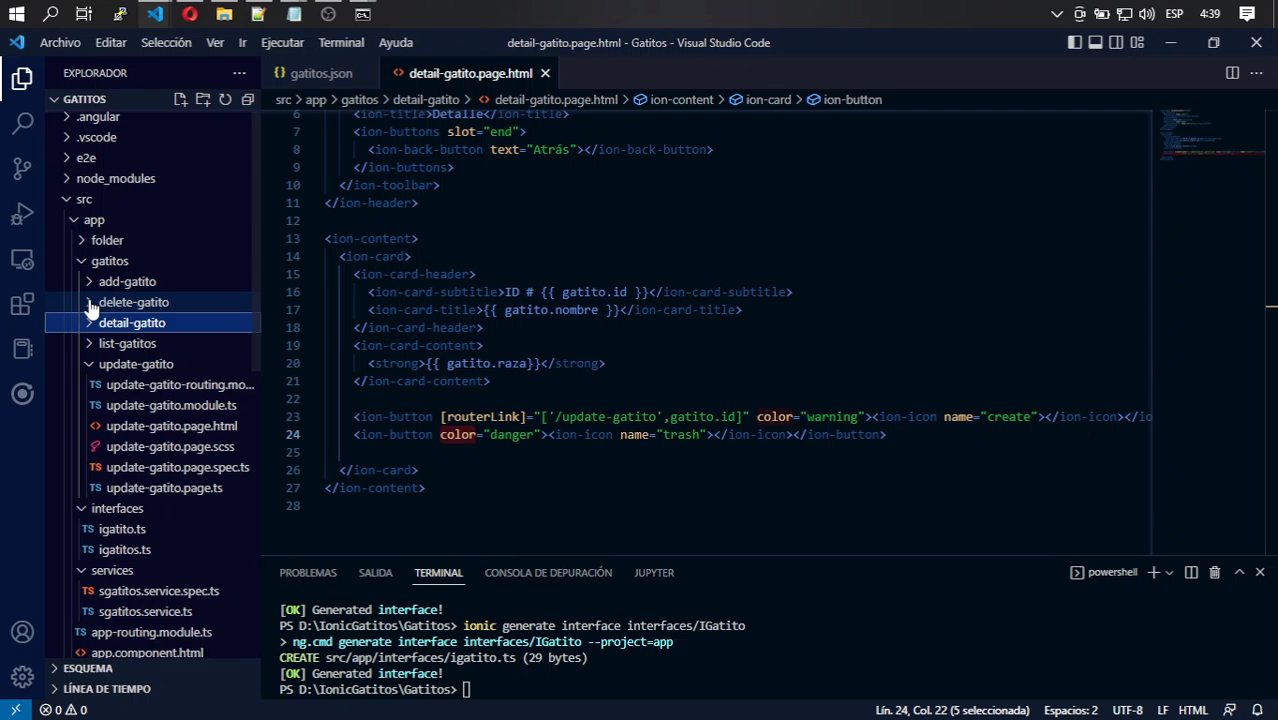 ESP 4:39
Archivo Editar Selección Ver Ir Ejecutar Terminal Ayuda detail-gatito.page.html - Gatitos - Visual Studio Code
EXPLORADOR
gatitos.json detail-gatito.page.html
GATITOS
src > app > gatitos > detail-gatito > detail-gatito.page.html > ion-content > ion-card > ion-button
.angular
.vscode
e2e
node_modules
src
app
folder
gatitos
add-gatito
delete-gatito
detail-gatito
list-gatitos
update-gatito
update-gatito-routing.mo...
update-gatito.module.ts
update-gatito.page.html
update-gatito.page.scss
update-gatito.page.spec.ts
update-gatito.page.ts
interfaces
igatito.ts
igatitos.ts
services
sgatitos.service.spec.ts
sgatitos.service.ts
app-routing.module.ts
app.component.html
ESQUEMA
LÍNEA DE TIEMPO
6 <ion-title>Detalle</ion-title>
7 <ion-buttons slot="end">
8 <ion-back-button text="Atrás"></ion-back-button>
9 </ion-buttons>
10 </ion-toolbar>
11 </ion-header>
12
13 <ion-content>
14 <ion-card>
15 <ion-card-header>
16 <ion-card-subtitle>ID # {{ gatito.id }}</ion-card-subtitle>
17 <ion-card-title>{{ gatito.nombre }}</ion-card-title>
18 </ion-card-header>
19 <ion-card-content>
20 <strong>{{ gatito.raza}}</strong>
21 </ion-card-content>
22
23 <ion-button [routerLink]="['/update-gatito',gatito.id]" color="warning"><ion-icon name="create"></ion-icon></io
24 <ion-button color="danger"><ion-icon name="trash"></ion-icon></ion-button>
25
26 </ion-card>
27 </ion-content>
28
PROBLEMAS SALIDA TERMINAL CONSOLA DE DEPURACIÓN JUPYTER powershell
[OK] Generated interface!
PS D:\IonicGatitos\Gatitos> ionic generate interface interfaces/IGatito
> ng.cmd generate interface interfaces/IGatito --project=app
CREATE src/app/interfaces/igatito.ts (29 bytes)
[OK] Generated interface!
PS D:\IonicGatitos\Gatitos>
0 0 Lín. 24, Col. 22 (5 seleccionada) Espacios: 2 UTF-8 LF HTML